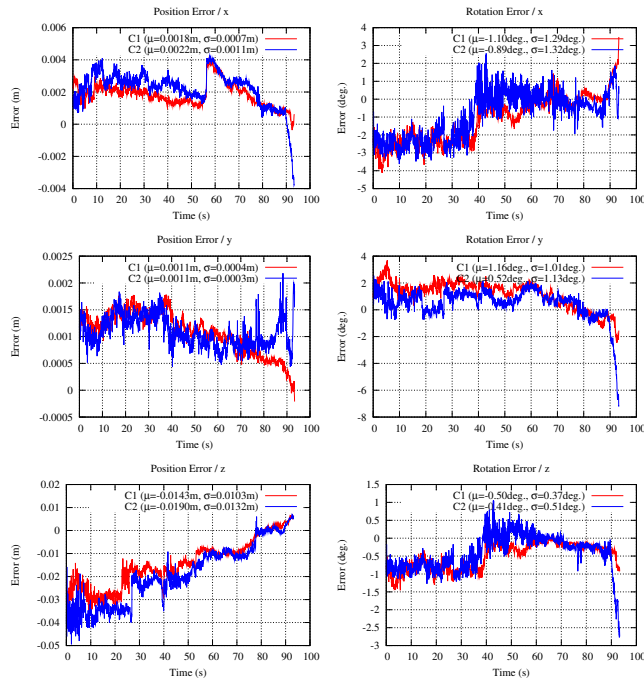 Position Error / x
C1 (μ=0.0018m, σ=0.0007m)
C2 (μ=0.0022m, σ=0.0011m)
0.006
0.004
0.002
0
-0.002
-0.004
Error (m)
0 10 20 30 40 50 60 70 80 90 100
Time (s)
Rotation Error / x
C1 (μ=-1.10deg., σ=1.29deg.)
C2 (μ=-0.89deg., σ=1.32deg.)
4
3
2
1
0
-1
-2
-3
-4
-5
Error (deg.)
0 10 20 30 40 50 60 70 80 90 100
Time (s)
Position Error / y
C1 (μ=0.0011m, σ=0.0004m)
C2 (μ=0.0011m, σ=0.0003m)
0.0025
0.002
0.0015
0.001
0.0005
0
-0.0005
Error (m)
0 10 20 30 40 50 60 70 80 90 100
Time (s)
Rotation Error / y
C1 (μ=1.16deg., σ=1.01deg.)
C2 (μ=0.52deg., σ=1.13deg.)
4
2
0
-2
-4
-6
-8
Error (deg.)
0 10 20 30 40 50 60 70 80 90 100
Time (s)
Position Error / z
C1 (μ=-0.0143m, σ=0.0103m)
C2 (μ=-0.0190m, σ=0.0132m)
0.02
0.01
0
-0.01
-0.02
-0.03
-0.04
-0.05
Error (m)
0 10 20 30 40 50 60 70 80 90 100
Time (s)
Rotation Error / z
C1 (μ=-0.50deg., σ=0.37deg.)
C2 (μ=-0.41deg., σ=0.51deg.)
1.5
1
0.5
0
-0.5
-1
-1.5
-2
-2.5
-3
Error (deg.)
0 10 20 30 40 50 60 70 80 90 100
Time (s)